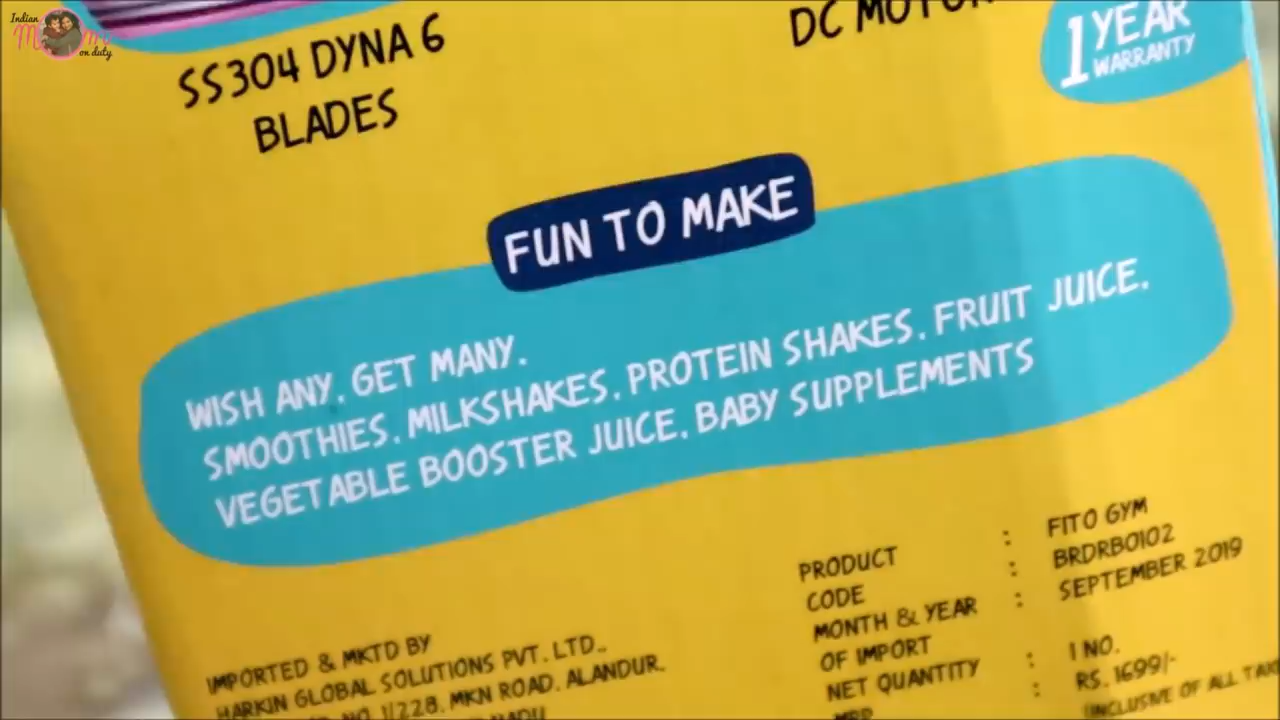 Indian
Moms
on duty
SS304 DYNA 6
BLADES
DC MOTOR
1 YEAR
WARRANTY
FUN TO MAKE
WISH ANY, GET MANY.
SMOOTHIES, MILKSHAKES, PROTEIN SHAKES, FRUIT JUICE,
VEGETABLE BOOSTER JUICE, BABY SUPPLEMENTS
PRODUCT : FITO GYM
CODE : BRDRB0102
MONTH & YEAR : SEPTEMBER 2019
OF IMPORT
NET QUANTITY : 1 NO.
MRP : RS. 1699/-
(INCLUSIVE OF ALL
IMPORTED & MKTD BY
HARKIN GLOBAL SOLUTIONS PVT. LTD.,
NO. 1/228, MKN ROAD, ALANDUR,